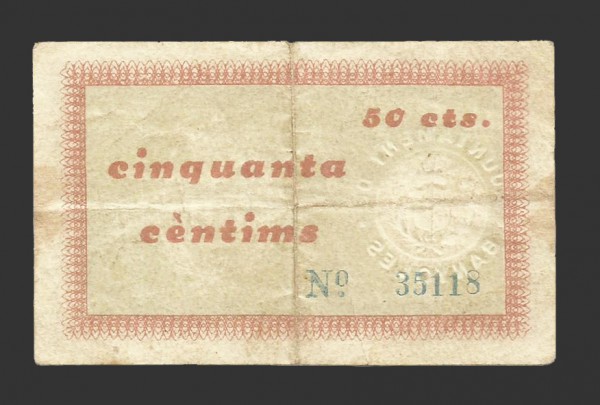 50 cts.
cinquanta
cèntims
Nº 35118